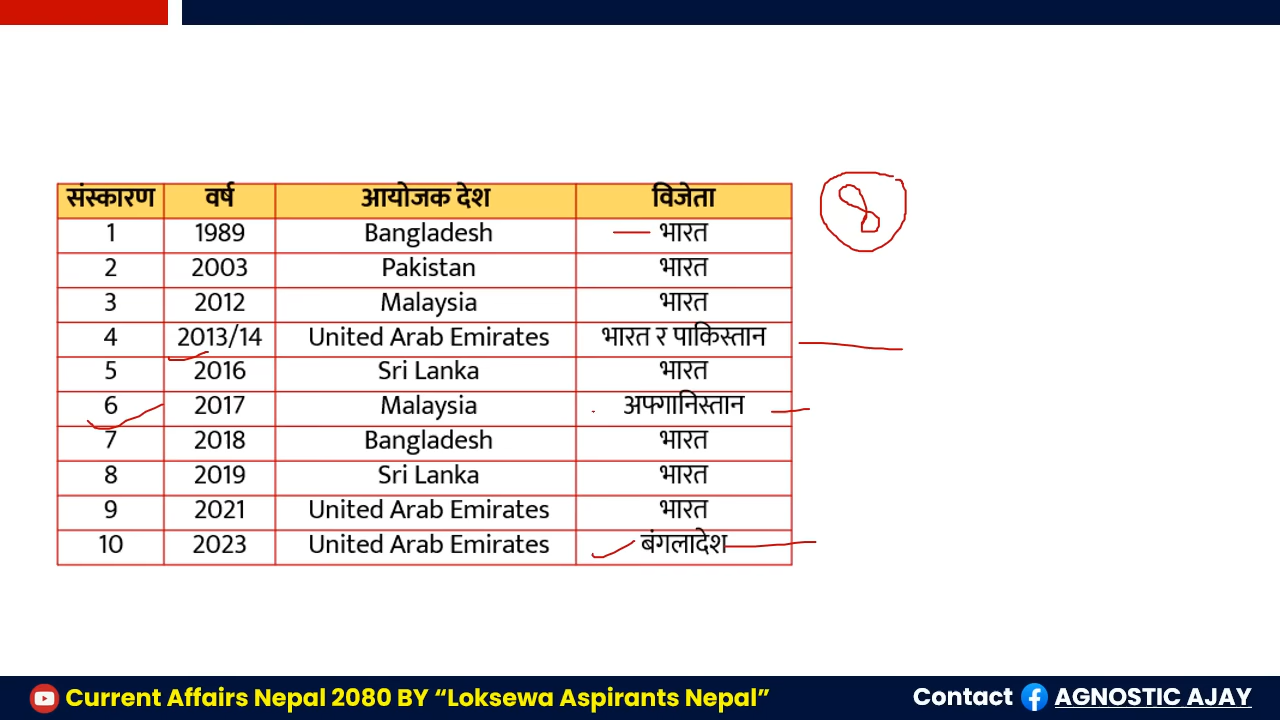 संस्कारण वर्ष आयोजक देश विजेता
1 1989 Bangladesh भारत
2 2003 Pakistan भारत
3 2012 Malaysia भारत
4 2013/14 United Arab Emirates भारत र पाकिस्तान
5 2016 Sri Lanka भारत
6 2017 Malaysia अफ्गानिस्तान
7 2018 Bangladesh भारत
8 2019 Sri Lanka भारत
9 2021 United Arab Emirates भारत
10 2023 United Arab Emirates बंगलादेश
8
Current Affairs Nepal 2080 BY “Loksewa Aspirants Nepal” Contact AGNOSTIC AJAY